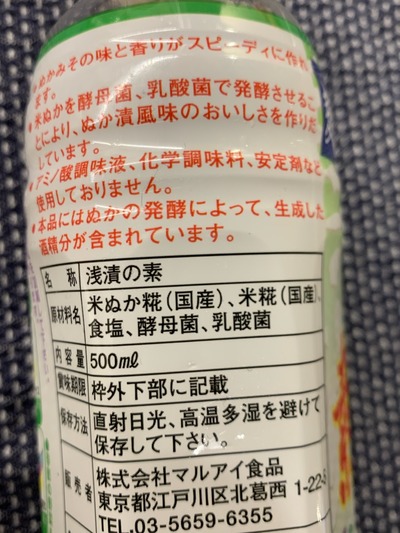 ぬかみその味と香りがスピーディに作れ
ます。
●米ぬかを酵母菌、乳酸菌で発酵させるこ
とにより、ぬか漬風味のおいしさを作りだ
しています。
●アミノ酸調味液、化学調味料、安定剤など
使用しておりません。
●本品にはぬかの発酵によって、生成した
酒精分が含まれています。
名 称 浅漬の素
原材料名 米ぬか糀(国産)、米糀(国産)、
食塩、酵母菌、乳酸菌
内容量 500mℓ
賞味期限 枠外下部に記載
保存方法 直射日光、高温多湿を避けて
保存して下さい。
販売者 株式会社マルアイ食品
東京都江戸川区北葛西1-22-
TEL.03-5659-6355